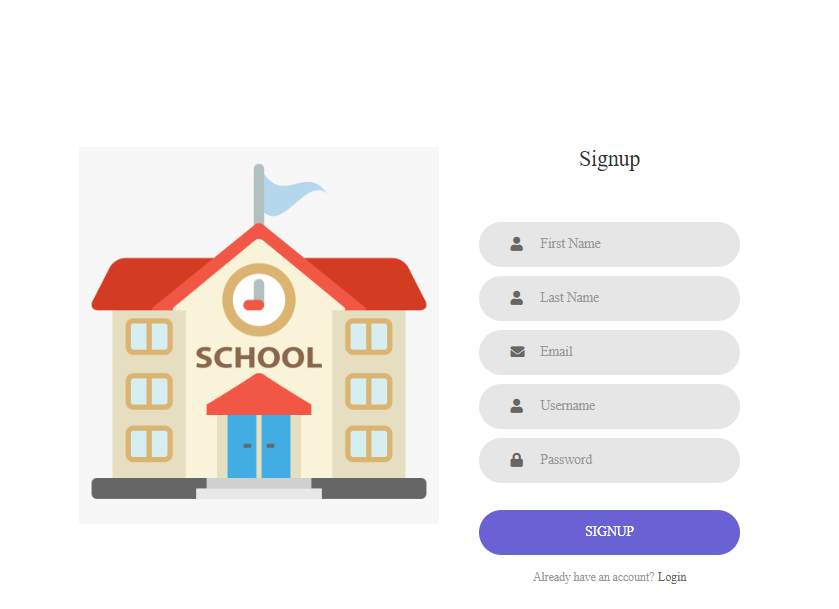 SCHOOL
Signup
First Name
Last Name
Email
Username
Password
SIGNUP
Already have an account? Login